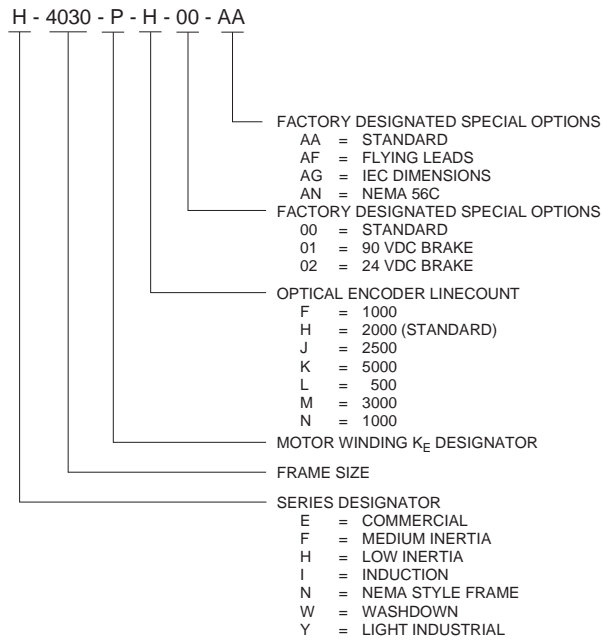 H - 4030 - P - H - 00 - AA
FACTORY DESIGNATED SPECIAL OPTIONS
AA = STANDARD
AF = FLYING LEADS
AG = IEC DIMENSIONS
AN = NEMA 56C
FACTORY DESIGNATED SPECIAL OPTIONS
00 = STANDARD
01 = 90 VDC BRAKE
02 = 24 VDC BRAKE
OPTICAL ENCODER LINECOUNT
F = 1000
H = 2000 (STANDARD)
J = 2500
K = 5000
L = 500
M = 3000
N = 1000
MOTOR WINDING KE DESIGNATOR
FRAME SIZE
SERIES DESIGNATOR
E = COMMERCIAL
F = MEDIUM INERTIA
H = LOW INERTIA
I = INDUCTION
N = NEMA STYLE FRAME
W = WASHDOWN
Y = LIGHT INDUSTRIAL